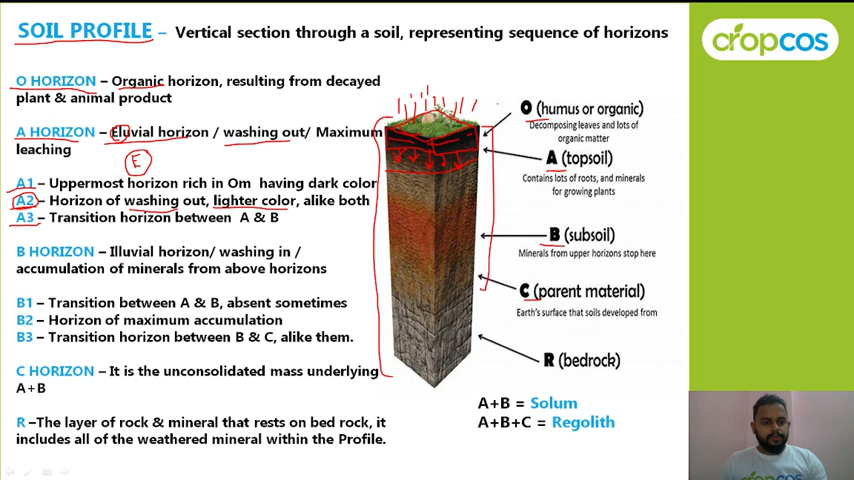 SOIL PROFILE – Vertical section through a soil, representing sequence of horizons
cropcos
O HORIZON – Organic horizon, resulting from decayed
plant & animal product
A HORIZON – Eluvial horizon / washing out/ Maximum
leaching
E
A1 – Uppermost horizon rich in Om having dark color
A2 – Horizon of washing out, lighter color, alike both
A3 – Transition horizon between A & B
B HORIZON – Illuvial horizon/ washing in /
accumulation of minerals from above horizons
B1 – Transition between A & B, absent sometimes
B2 – Horizon of maximum accumulation
B3 – Transition horizon between B & C, alike them.
C HORIZON – It is the unconsolidated mass underlying
A+B
R –The layer of rock & mineral that rests on bed rock, it
includes all of the weathered mineral within the Profile.
O (humus or organic)
Decomposing leaves and lots of
organic matter
A (topsoil)
Contains lots of roots, and minerals
for growing plants
B (subsoil)
Minerals from upper horizons stop here
C (parent material)
Earth's surface that soils developed from
R (bedrock)
A+B = Solum
A+B+C = Regolith
cropcos